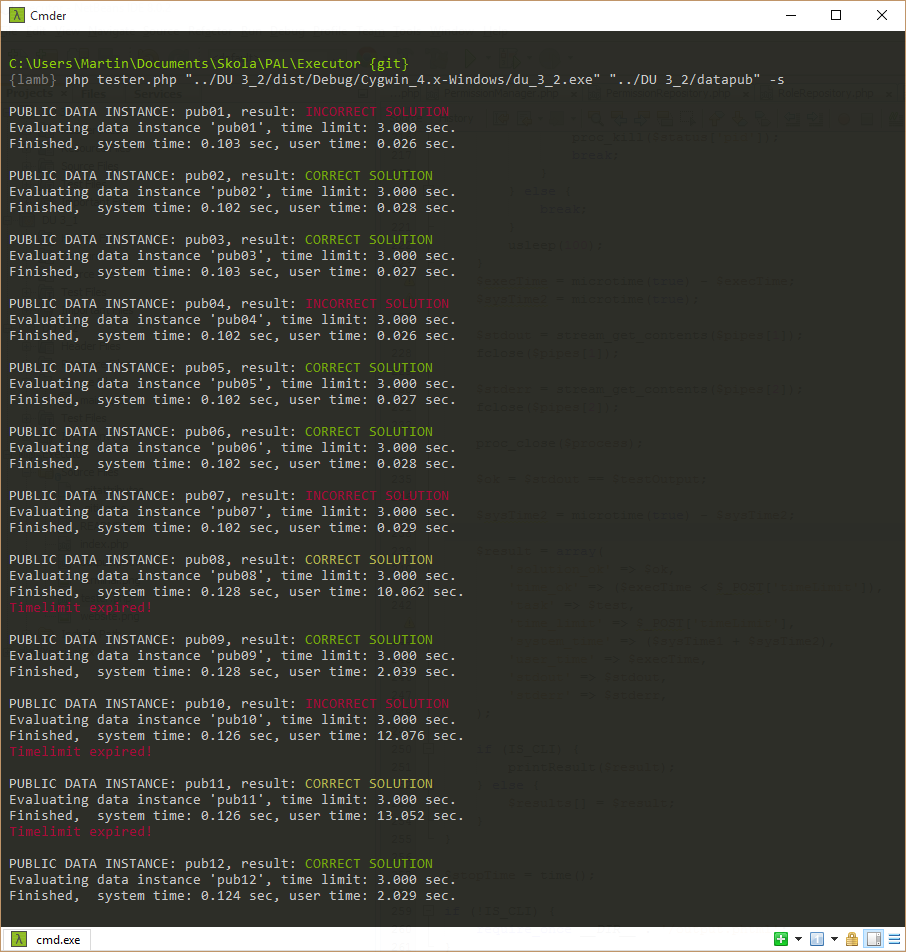 Cmder
C:\Users\Martin\Documents\Skola\PAL\Executor {git}
{lamb} php tester.php "../DU 3_2/dist/Debug/Cygwin_4.x-Windows/du_3_2.exe" "../DU 3_2/datapub" -s
PUBLIC DATA INSTANCE: pub01, result: INCORRECT SOLUTION
Evaluating data instance 'pub01', time limit: 3.000 sec.
Finished,  system time: 0.103 sec, user time: 0.026 sec.
PUBLIC DATA INSTANCE: pub02, result: CORRECT SOLUTION
Evaluating data instance 'pub02', time limit: 3.000 sec.
Finished,  system time: 0.102 sec, user time: 0.028 sec.
PUBLIC DATA INSTANCE: pub03, result: CORRECT SOLUTION
Evaluating data instance 'pub03', time limit: 3.000 sec.
Finished,  system time: 0.103 sec, user time: 0.027 sec.
PUBLIC DATA INSTANCE: pub04, result: INCORRECT SOLUTION
Evaluating data instance 'pub04', time limit: 3.000 sec.
Finished,  system time: 0.102 sec, user time: 0.026 sec.
PUBLIC DATA INSTANCE: pub05, result: CORRECT SOLUTION
Evaluating data instance 'pub05', time limit: 3.000 sec.
Finished,  system time: 0.102 sec, user time: 0.027 sec.
PUBLIC DATA INSTANCE: pub06, result: CORRECT SOLUTION
Evaluating data instance 'pub06', time limit: 3.000 sec.
Finished,  system time: 0.102 sec, user time: 0.028 sec.
PUBLIC DATA INSTANCE: pub07, result: INCORRECT SOLUTION
Evaluating data instance 'pub07', time limit: 3.000 sec.
Finished,  system time: 0.102 sec, user time: 0.029 sec.
PUBLIC DATA INSTANCE: pub08, result: CORRECT SOLUTION
Evaluating data instance 'pub08', time limit: 3.000 sec.
Finished,  system time: 0.128 sec, user time: 10.062 sec.
Timelimit expired!
PUBLIC DATA INSTANCE: pub09, result: CORRECT SOLUTION
Evaluating data instance 'pub09', time limit: 3.000 sec.
Finished,  system time: 0.128 sec, user time: 2.039 sec.
PUBLIC DATA INSTANCE: pub10, result: INCORRECT SOLUTION
Evaluating data instance 'pub10', time limit: 3.000 sec.
Finished,  system time: 0.126 sec, user time: 12.076 sec.
Timelimit expired!
PUBLIC DATA INSTANCE: pub11, result: CORRECT SOLUTION
Evaluating data instance 'pub11', time limit: 3.000 sec.
Finished,  system time: 0.126 sec, user time: 13.052 sec.
Timelimit expired!
PUBLIC DATA INSTANCE: pub12, result: CORRECT SOLUTION
Evaluating data instance 'pub12', time limit: 3.000 sec.
Finished,  system time: 0.124 sec, user time: 2.029 sec.
cmd.exe